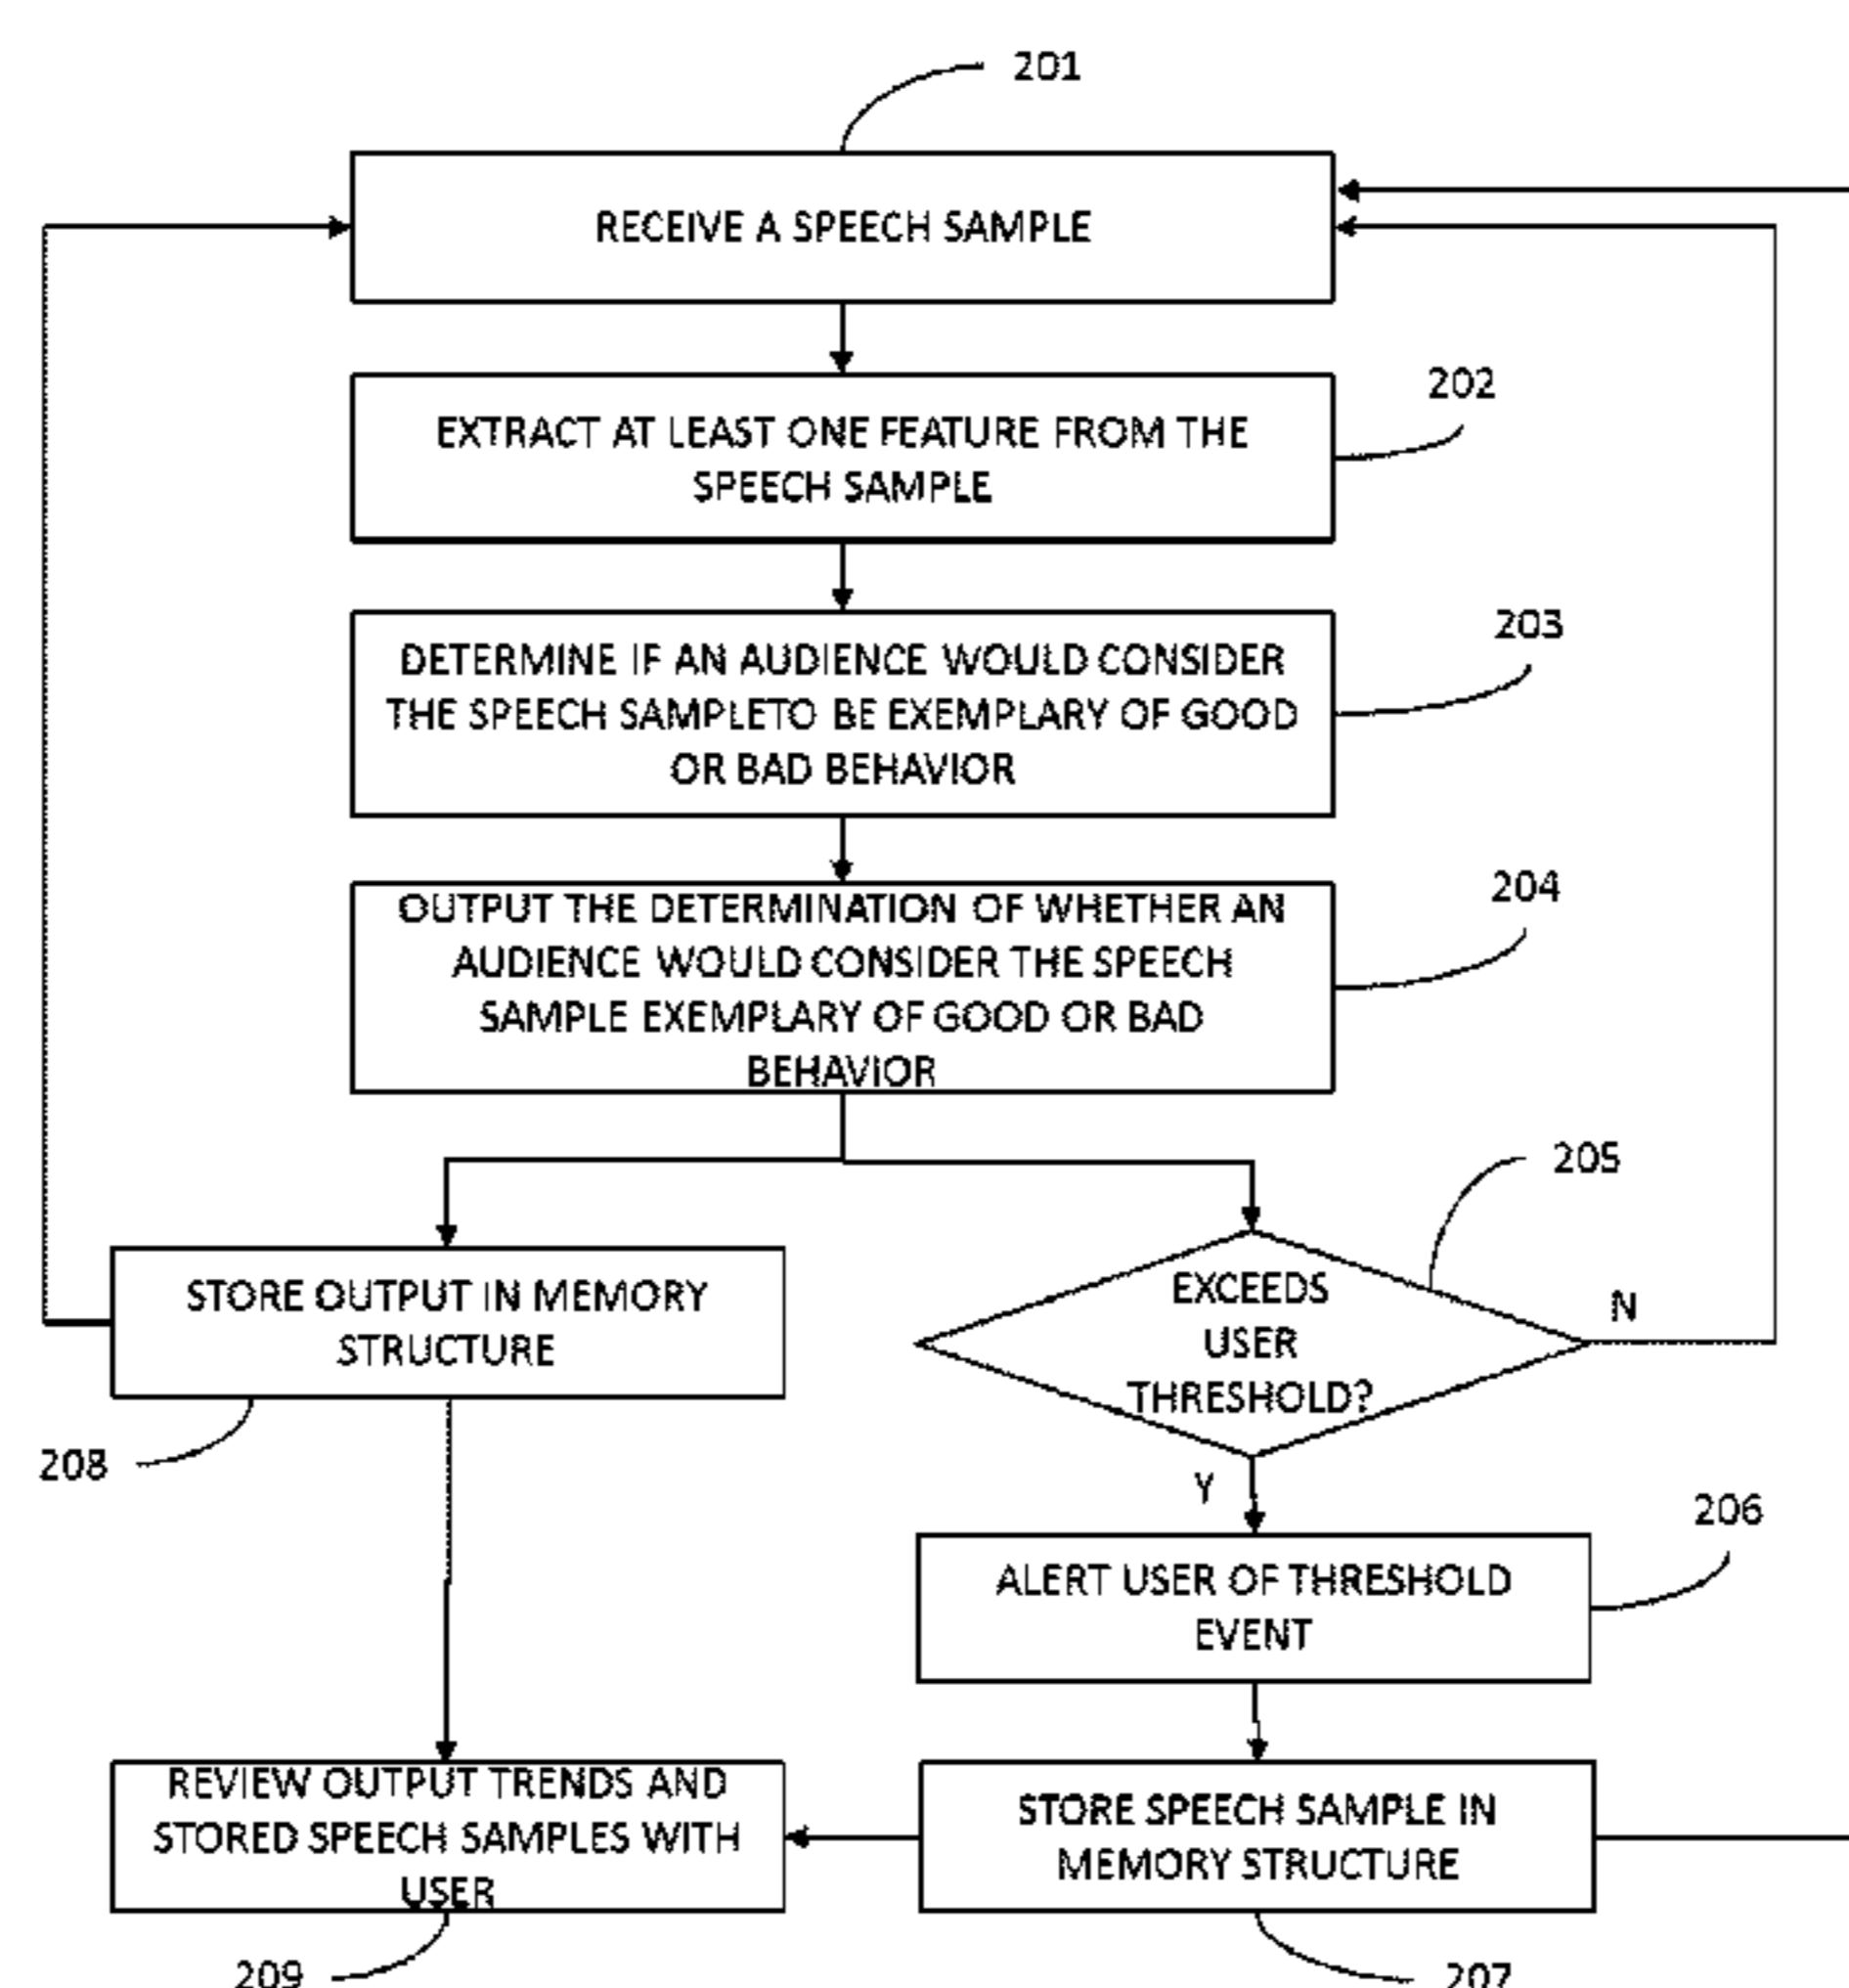 201
RECEIVE A SPEECH SAMPLE
202
EXTRACT AT LEAST ONE FEATURE FROM THE
SPEECH SAMPLE
203
DETERMINE IF AN AUDIENCE WOULD CONSIDER
THE SPEECH SAMPLETO BE EXEMPLARY OF GOOD
OR BAD BEHAVIOR
204
OUTPUT THE DETERMINATION OF WHETHER AN
AUDIENCE WOULD CONSIDER THE SPEECH
SAMPLE EXEMPLARY OF GOOD OR BAD
BEHAVIOR
205
STORE OUTPUT IN MEMORY
STRUCTURE
208
EXCEEDS
USER
THRESHOLD?
N
Y
206
ALERT USER OF THRESHOLD
EVENT
REVIEW OUTPUT TRENDS AND
STORED SPEECH SAMPLES WITH
USER
209
STORE SPEECH SAMPLE IN
MEMORY STRUCTURE
207